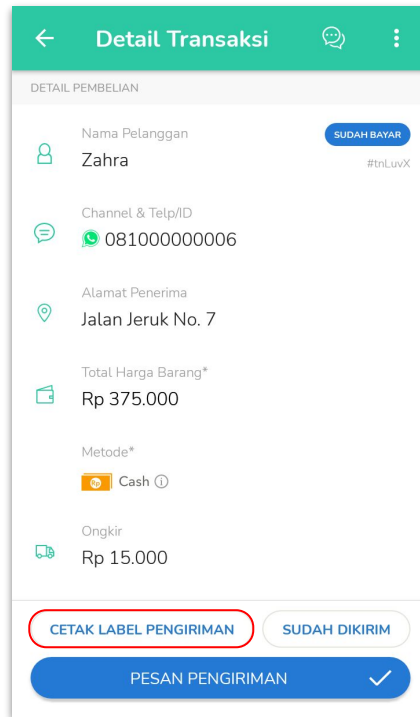 Detail Transaksi
DETAIL PEMBELIAN
Nama Pelanggan
SUDAH BAYAR
Zahra
#tnLuvX
Channel & Telp/ID
081000000006
Alamat Penerima
Jalan Jeruk No. 7
Total Harga Barang*
Rp 375.000
Metode*
Rp Cash
Ongkir
Rp 15.000
CETAK LABEL PENGIRIMAN SUDAH DIKIRIM
PESAN PENGIRIMAN